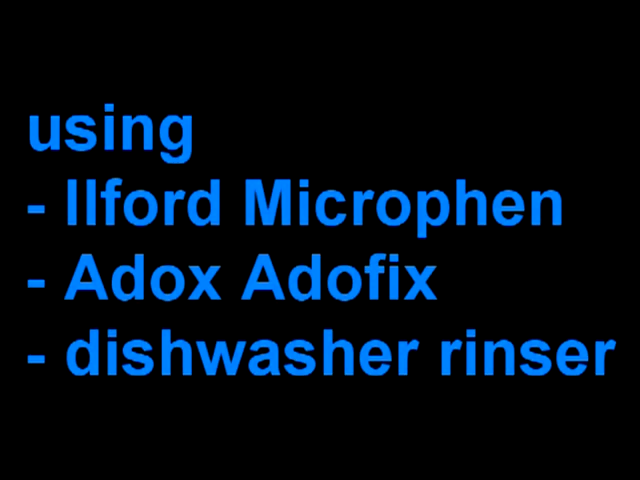 using
- Ilford Microphen
- Adox Adofix
- dishwasher rinser